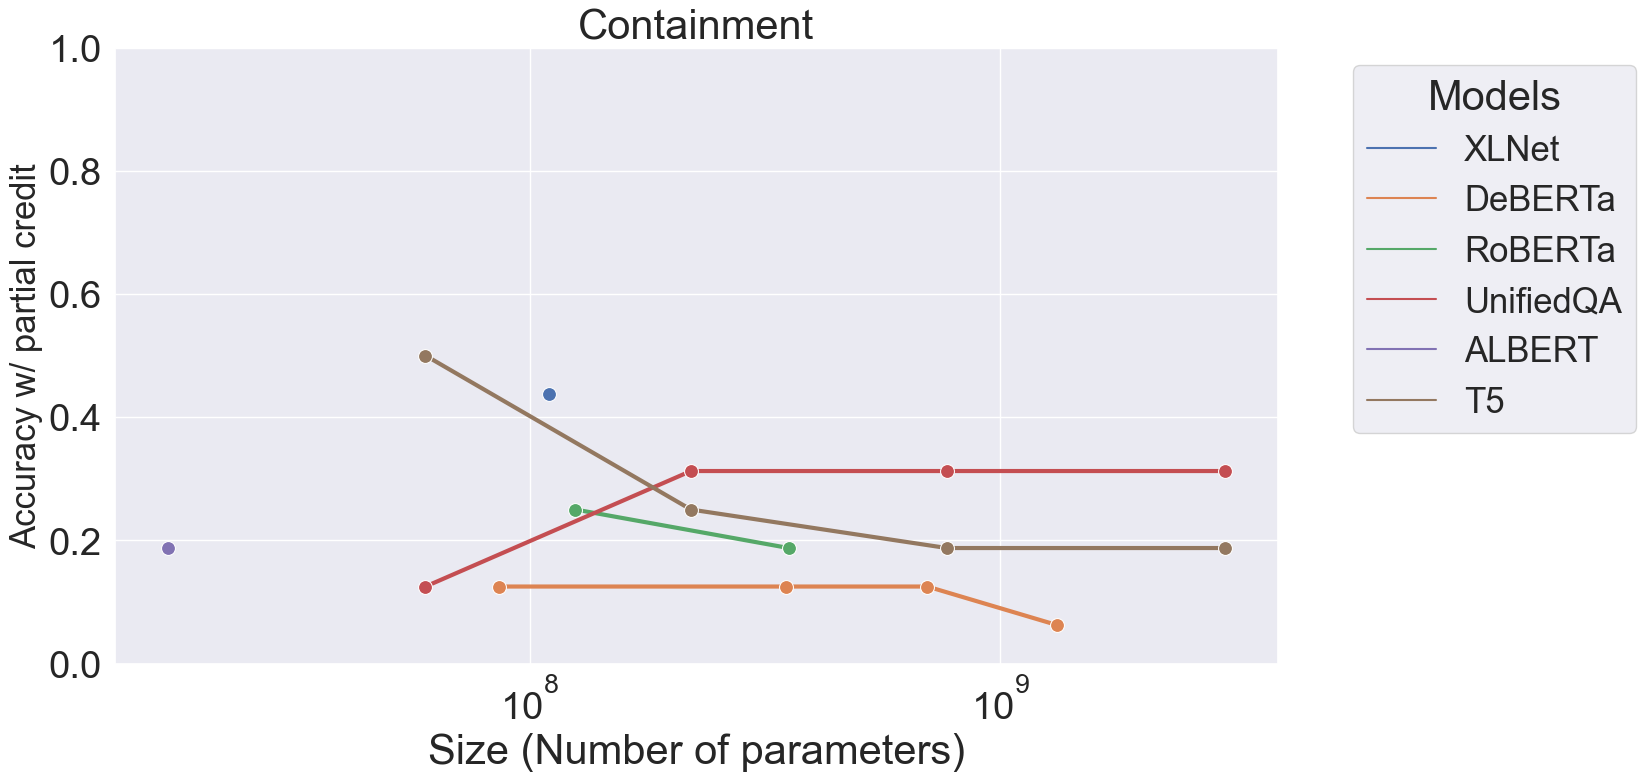 Containment
1.0
0.8
0.6
0.4
0.2
0.0
Accuracy w/ partial credit
10^8
10^9
Size (Number of parameters)
Models
XLNet
DeBERTa
RoBERTa
UnifiedQA
ALBERT
T5